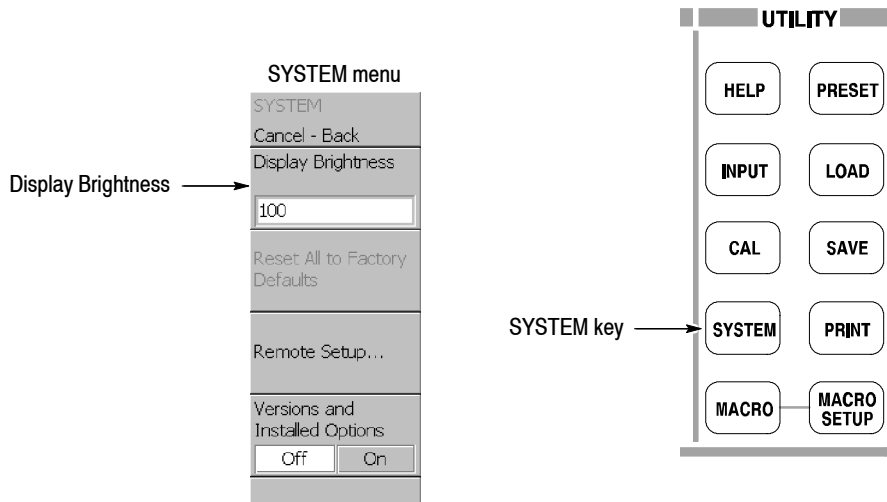 SYSTEM menu
SYSTEM
Cancel - Back
Display Brightness
100
Reset All to Factory
Defaults
Remote Setup...
Versions and
Installed Options
Off On
Display Brightness
UTILITY
HELP PRESET
INPUT LOAD
CAL SAVE
SYSTEM key
SYSTEM PRINT
MACRO MACRO
SETUP